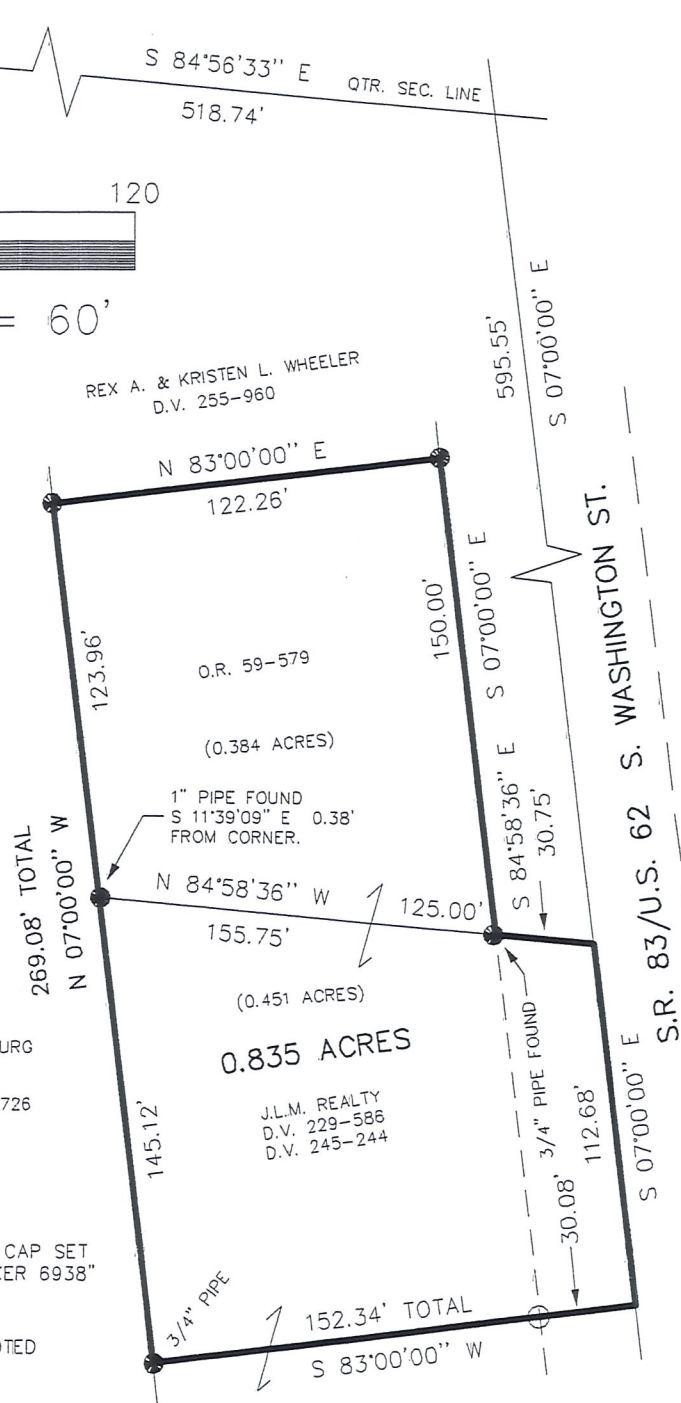 S 84°56'33" E
QTR. SEC. LINE
518.74'
120
= 60'
595.55'
S 07°00'00" E
REX A. & KRISTEN L. WHEELER
D.V. 255-960
N 83°00'00" E
122.26'
150.00'
S 07°00'00" E
123.96'
O.R. 59-579
(0.384 ACRES)
1" PIPE FOUND
S 11°39'09" E 0.38'
FROM CORNER.
S 84°58'36" E
30.75'
S.R. 83/U.S. 62 S. WASHINGTON ST.
269.08' TOTAL
N 07°00'00" W
N 84°58'36" W
125.00'
155.75'
(0.451 ACRES)
0.835 ACRES
J.L.M. REALTY
D.V. 229-586
D.V. 245-244
3/4" PIPE FOUND
112.68'
S 07°00'00" E
URG
726
145.12'
30.08'
CAP SET
ER 6938"
3/4" PIPE
152.34' TOTAL
S 83°00'00" W
TED